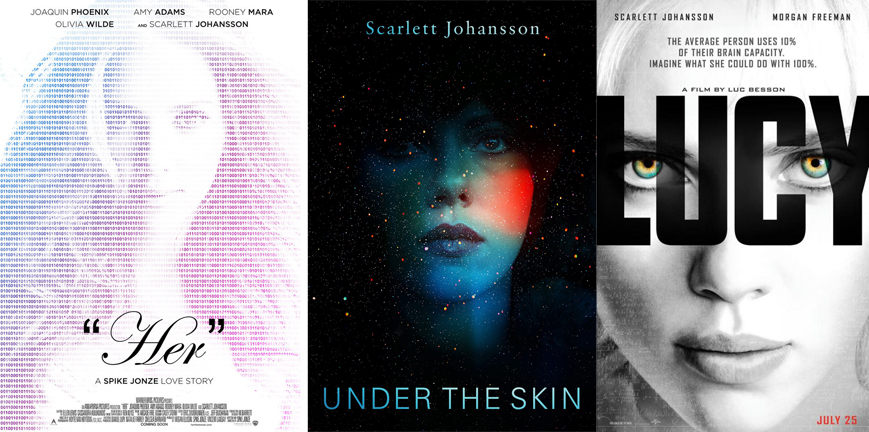 JOAQUIN PHOENIX AMY ADAMS ROONEY MARA
OLIVIA WILDE AND SCARLETT JOHANSSON
“Her”
A SPIKE JONZE LOVE STORY
COMING SOON
Scarlett Johansson
UNDER THE SKIN
SCARLETT JOHANSSON MORGAN FREEMAN
THE AVERAGE PERSON USES 10%
OF THEIR BRAIN CAPACITY.
IMAGINE WHAT SHE COULD DO WITH 100%.
A FILM BY LUC BESSON
LUCY
JULY 25